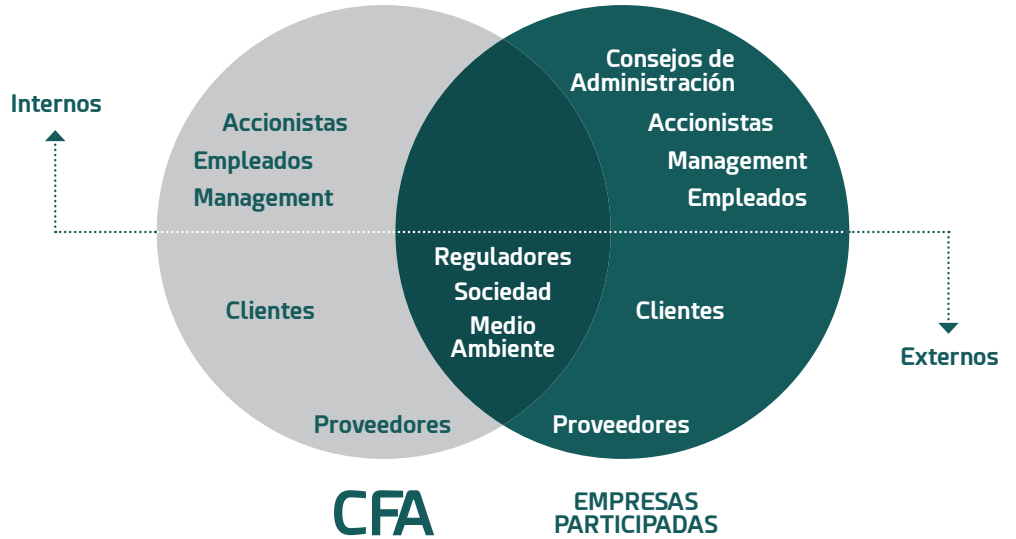 Internos
Accionistas
Empleados
Management
Clientes
Proveedores
Reguladores
Sociedad
Medio
Ambiente
Consejos de
Administración
Accionistas
Management
Empleados
Clientes
Proveedores
Externos
CFA
EMPRESAS
PARTICIPADAS